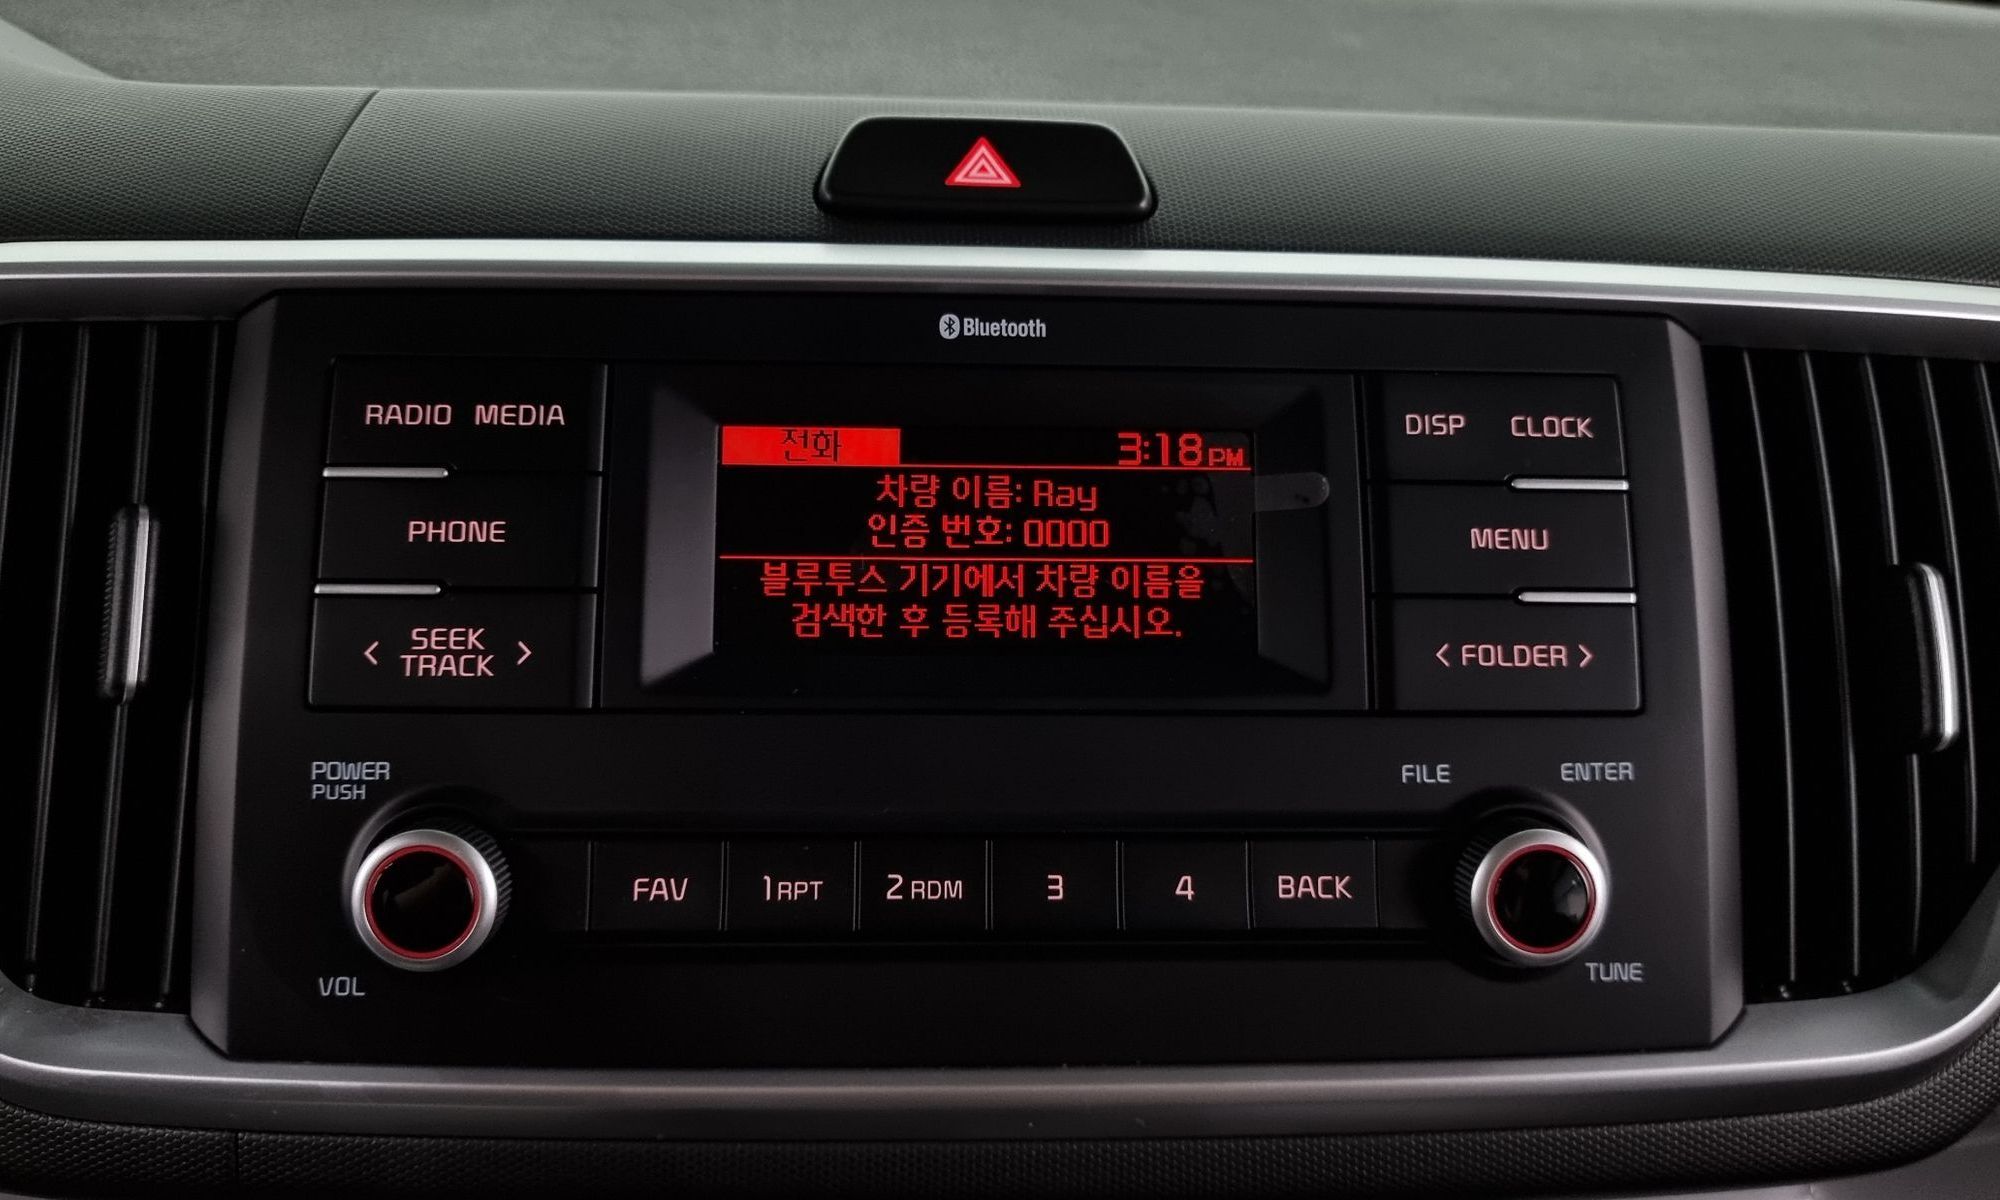 Bluetooth
RADIO MEDIA
PHONE
< SEEK >
TRACK
전화 3:18 PM
차량 이름: Ray
인증 번호: 0000
블루투스 기기에서 차량 이름을
검색한 후 등록해 주십시오.
DISP CLOCK
MENU
< FOLDER >
POWER
PUSH
VOL
FAV 1 RPT 2 RDM 3 4 BACK
FILE ENTER
TUNE